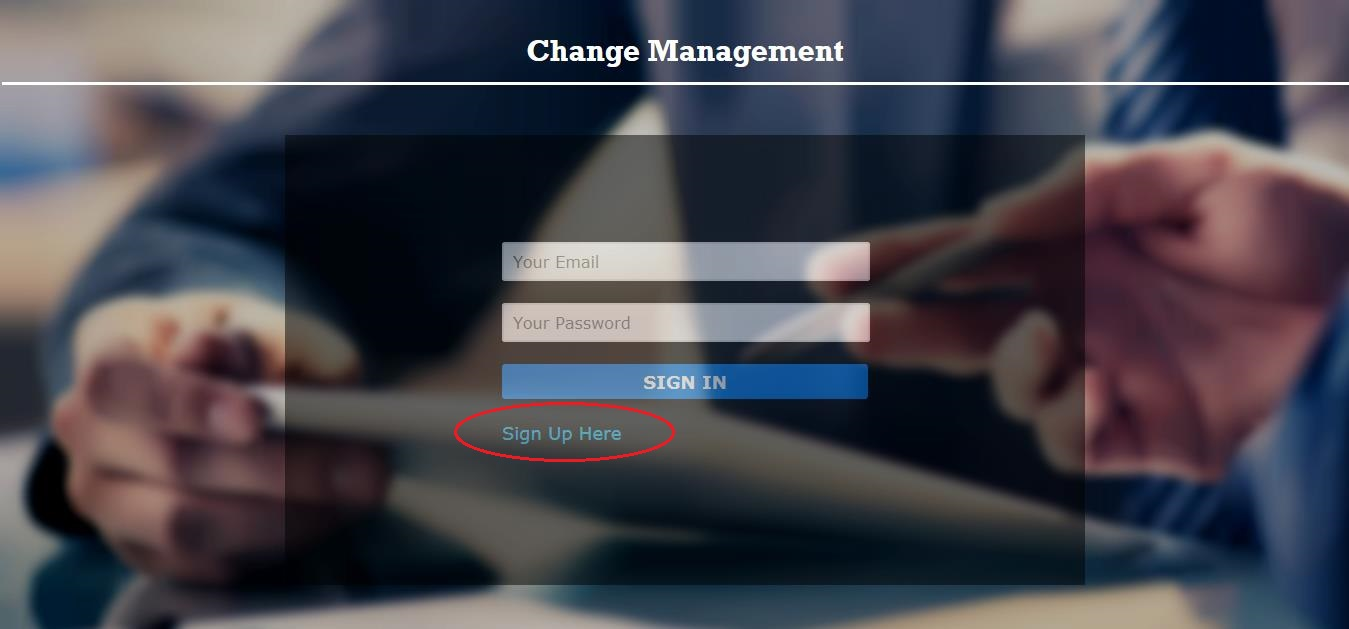 Change Management
Your Email
Your Password
SIGN IN
Sign Up Here